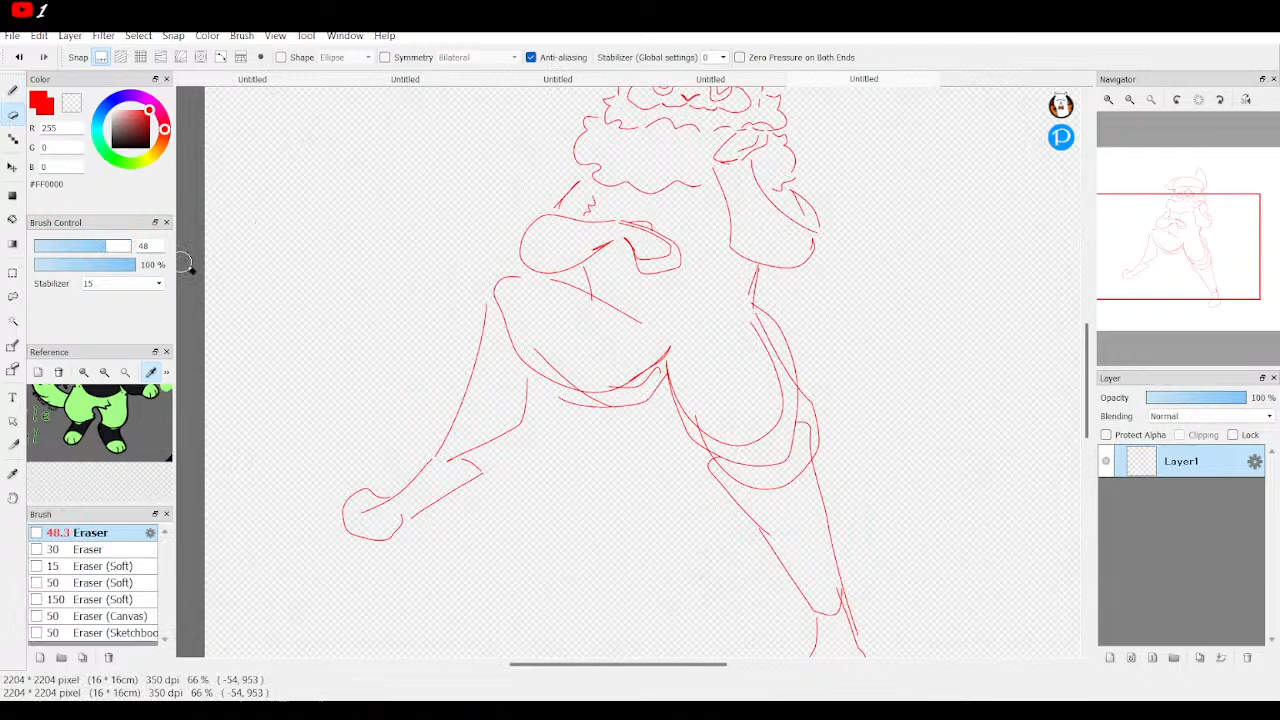 1
File Edit Layer Filter Select Snap Color Brush View Tool Window Help
Snap Shape Ellipse Symmetry Bilateral Anti-aliasing Stabilizer (Global settings) 0 Zero Pressure on Both Ends
Color
Untitled Untitled Untitled Untitled Untitled
Navigator
R 255
G 0
B 0
#FF0000
Brush Control
48
100 %
Stabilizer 15
Reference
Layer
Opacity 100 %
Blending Normal
Protect Alpha Clipping Lock
Layer1
Brush
48.3 Eraser
30 Eraser
15 Eraser (Soft)
50 Eraser (Soft)
150 Eraser (Soft)
50 Eraser (Canvas)
50 Eraser (Sketchboo
2204 * 2204 pixel (16 * 16cm) 350 dpi 66 % ( -54, 953 )
2204 * 2204 pixel (16 * 16cm) 350 dpi 66 % ( -54, 953 )